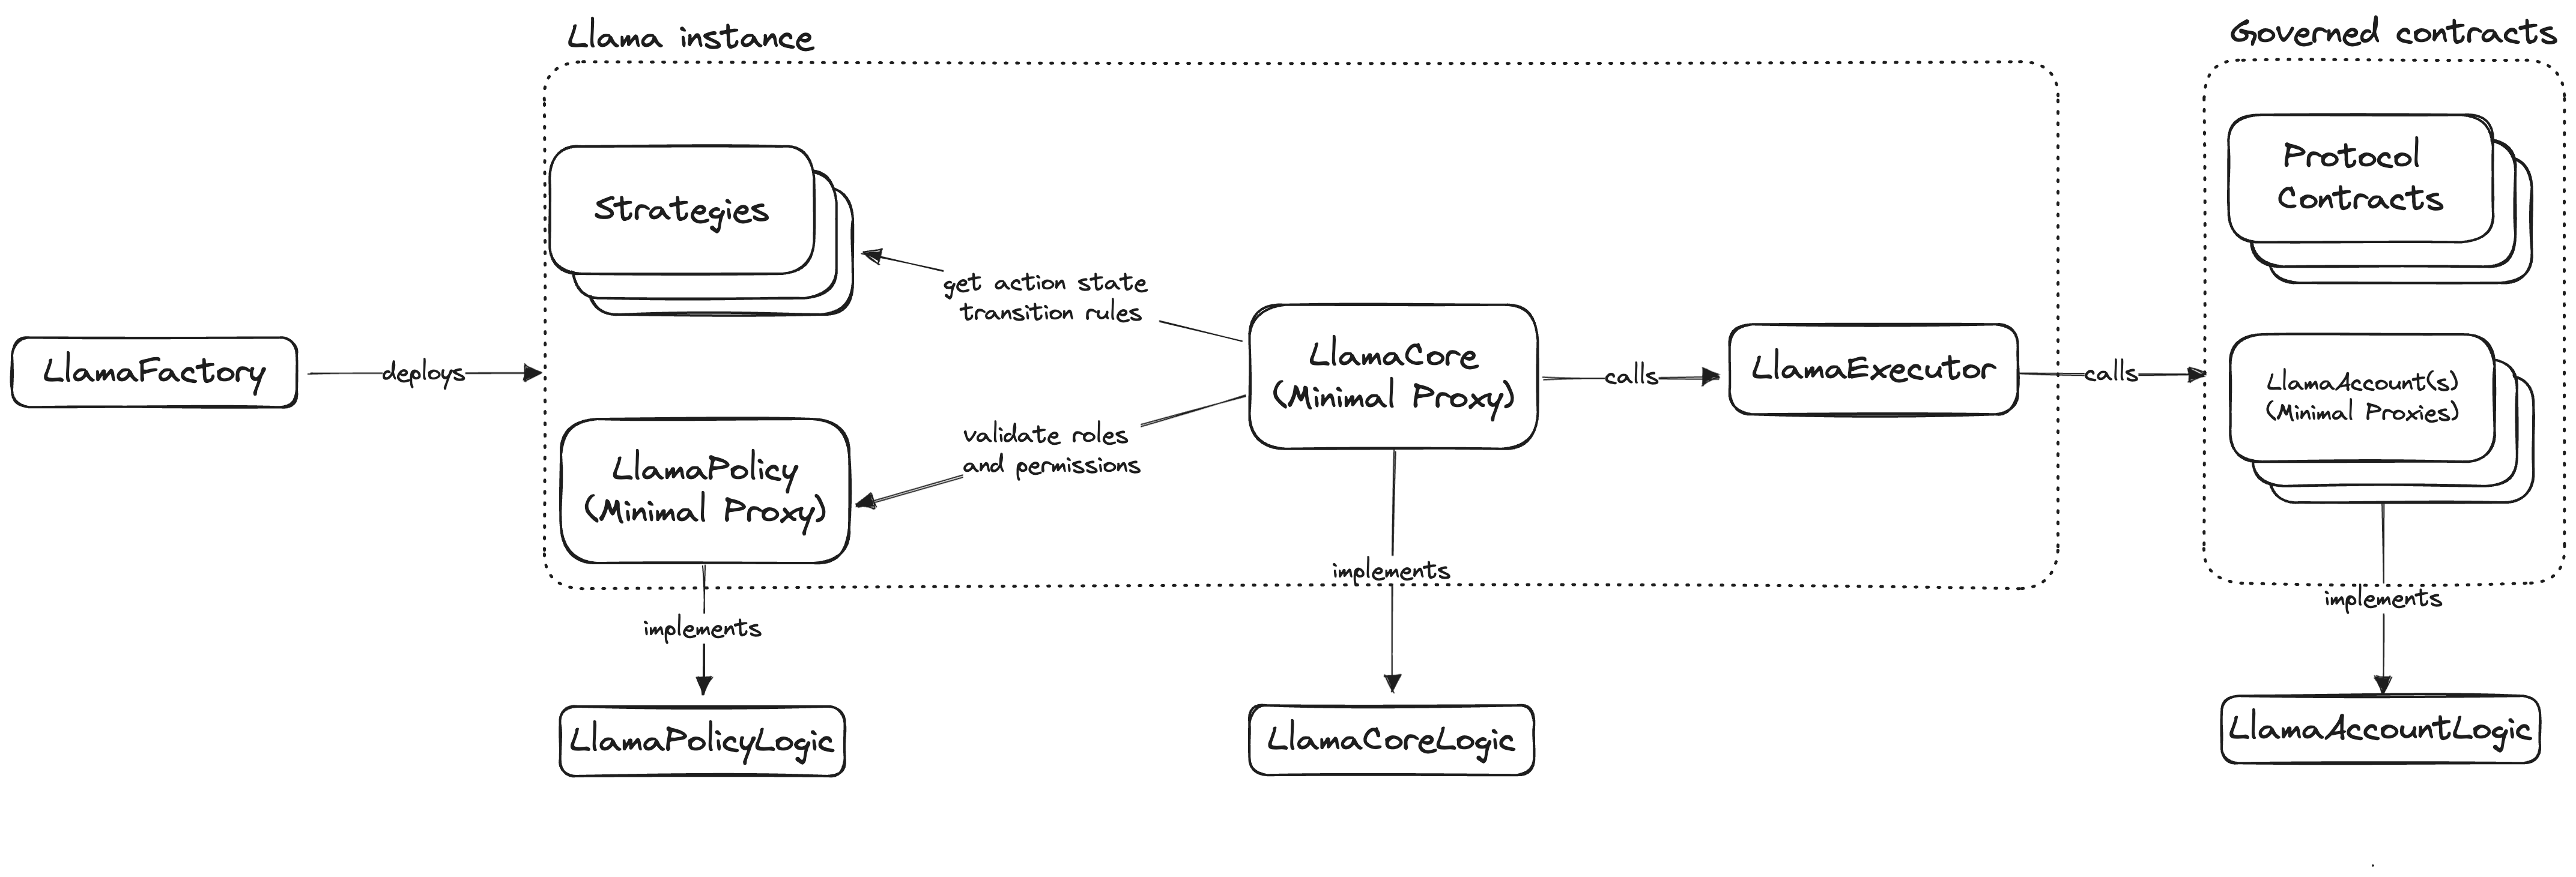 Llama instance
Governed contracts
Protocol
Contracts
Strategies
get action state
transition rules
LlamaCore
(Minimal Proxy)
LlamaFactory
deploys
calls
LlamaExecutor
calls
LlamaAccount(s)
(Minimal Proxies)
validate roles
and permissions
LlamaPolicy
(Minimal Proxy)
implements
implements
implements
LlamaPolicyLogic
LlamaCoreLogic
LlamaAccountLogic